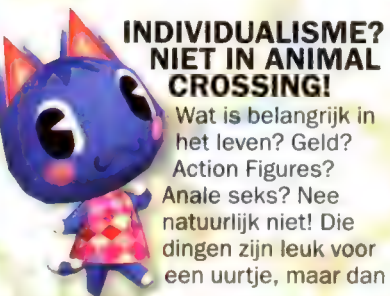 INDIVIDUALISME?
NIET IN ANIMAL
CROSSING!
Wat is belangrijk in
het leven? Geld?
Action Figures?
Anale seks? Nee
natuurlijk niet! Die
dingen zijn leuk voor
een uurtje, maar dan